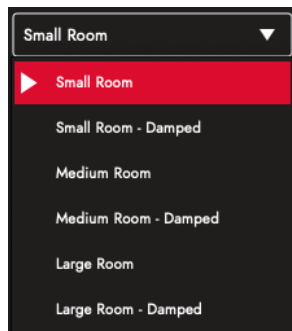 Small Room
Small Room
Small Room - Damped
Medium Room
Medium Room - Damped
Large Room
Large Room - Damped